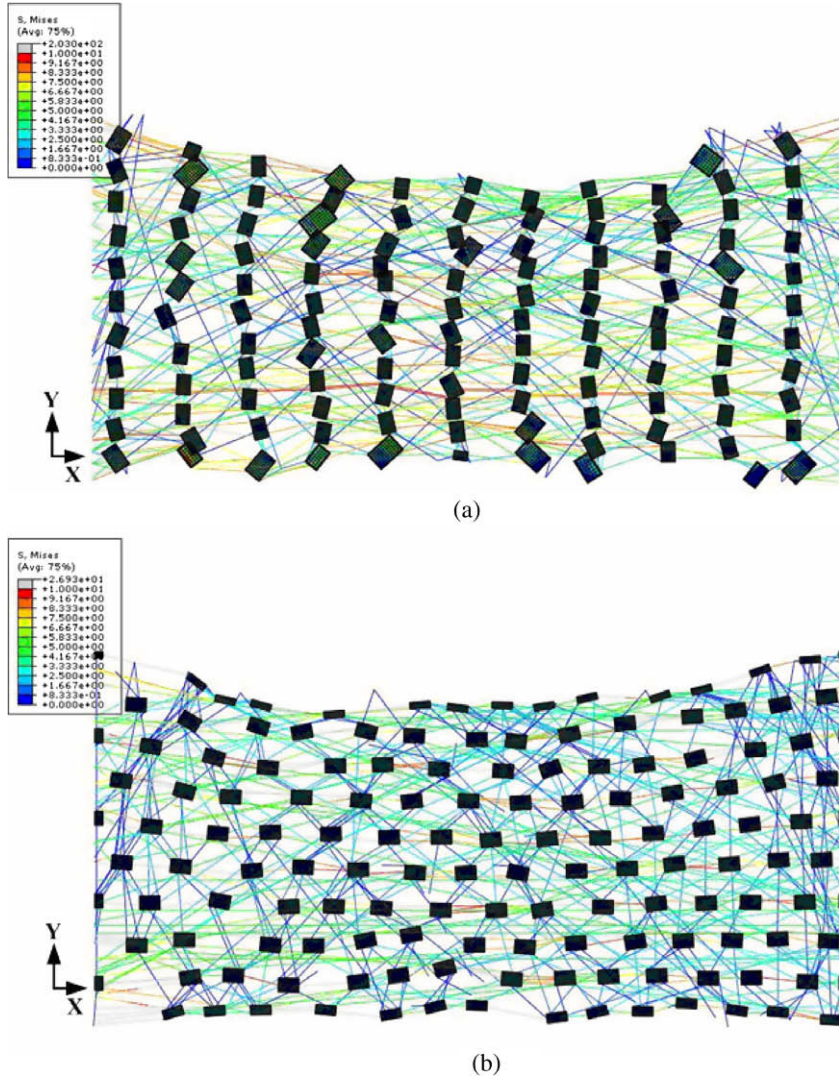 S, Mises
(Avg: 75%)
+2.030e+02
+1.000e+01
+9.167e+00
+8.333e+00
+7.500e+00
+6.667e+00
+5.833e+00
+5.000e+00
+4.167e+00
+3.333e+00
+2.500e+00
+1.667e+00
+8.333e-01
+0.000e+00
Y
X
(a)
S, Mises
(Avg: 75%)
+2.693e+01
+1.000e+01
+9.167e+00
+8.333e+00
+7.500e+00
+6.667e+00
+5.833e+00
+5.000e+00
+4.167e+00
+3.333e+00
+2.500e+00
+1.667e+00
+8.333e-01
+0.000e+00
Y
X
(b)